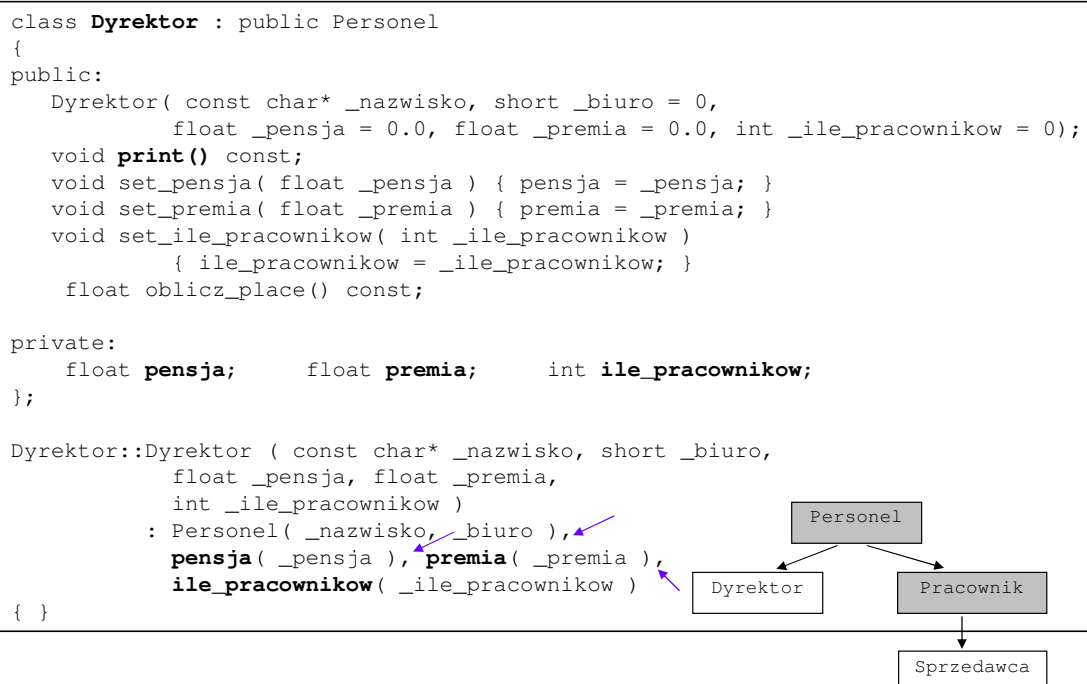 class Dyrektor : public Personel
{
public:
   Dyrektor( const char* _nazwisko, short _biuro = 0,
            float _pensja = 0.0, float _premia = 0.0, int _ile_pracownikow = 0);
   void print() const;
   void set_pensja( float _pensja ) { pensja = _pensja; }
   void set_premia( float _premia ) { premia = _premia; }
   void set_ile_pracownikow( int _ile_pracownikow )
            { ile_pracownikow = _ile_pracownikow; }
    float oblicz_place() const;
private:
    float pensja;     float premia;     int ile_pracownikow;
};
Dyrektor::Dyrektor ( const char* _nazwisko, short _biuro,
            float _pensja, float _premia,
            int _ile_pracownikow )
          : Personel( _nazwisko, _biuro ),
            pensja( _pensja ), premia( _premia ),
            ile_pracownikow( _ile_pracownikow )
{ }
Personel
Dyrektor
Pracownik
Sprzedawca